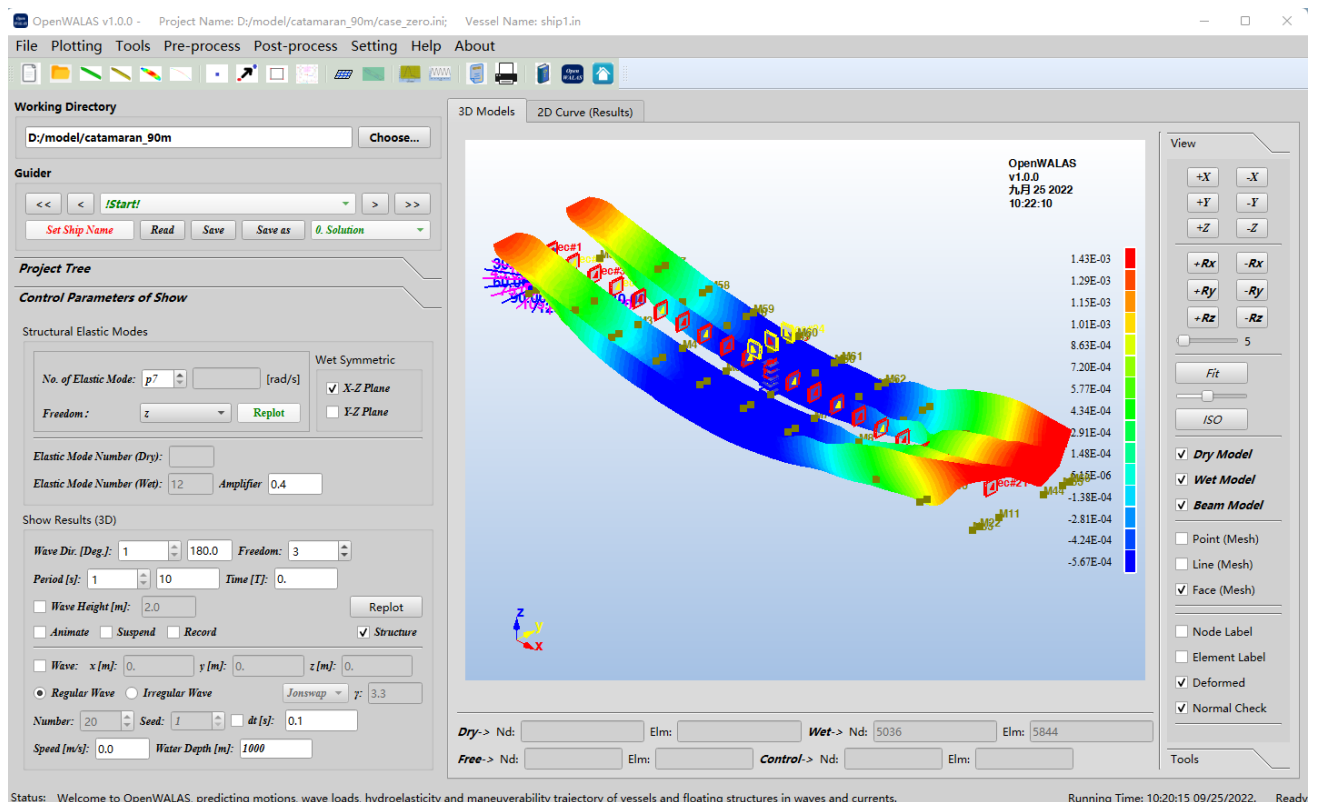 OpenWALAS v1.0.0 - Project Name: D:/model/catamaran_90m/case_zero.ini; Vessel Name: ship1.in
File Plotting Tools Pre-process Post-process Setting Help About
Working Directory
D:/model/catamaran_90m Choose...
Guider
<< < !Start! > >>
Set Ship Name Read Save Save as 0. Solution
Project Tree
Control Parameters of Show
Structural Elastic Modes
No. of Elastic Mode: p7 [rad/s]
Freedom: z Replot
Wet Symmetric
X-Z Plane
Y-Z Plane
Elastic Mode Number (Dry):
Elastic Mode Number (Wet): 12 Amplifier 0.4
Show Results (3D)
Wave Dir. [Deg.]: 1 180.0 Freedom: 3
Period [s]: 1 10 Time [T]: 0.
Wave Height [m]: 2.0 Replot
Animate Suspend Record Structure
Wave: x [m]: 0. y [m]: 0. z [m]: 0.
Regular Wave Irregular Wave Jonswap γ: 3.3
Number: 20 Seed: 1 dt [s]: 0.1
Speed [m/s]: 0.0 Water Depth [m]: 1000
3D Models 2D Curve (Results)
OpenWALAS
v1.0.0
九月 25 2022
10:22:10
1.43E-03
1.29E-03
1.15E-03
1.01E-03
8.63E-04
7.20E-04
5.77E-04
4.34E-04
2.91E-04
1.48E-04
-1.38E-04
-2.81E-04
-4.24E-04
-5.67E-04
ec#1
M58
M59
M60
M62
M4
M44
M11
M22
ec#21
z
y
x
Dry-> Nd: Elm: Wet-> Nd: 5036 Elm: 5844
Free-> Nd: Elm: Control-> Nd: Elm:
View
+X -X
+Y -Y
+Z -Z
+Rx -Rx
+Ry -Ry
+Rz -Rz
5
Fit
ISO
Dry Model
Wet Model
Beam Model
Point (Mesh)
Line (Mesh)
Face (Mesh)
Node Label
Element Label
Deformed
Normal Check
Tools
Status: Welcome to OpenWALAS, predicting motions, wave loads, hydroelasticity and maneuverability trajectory of vessels and floating structures in waves and currents. Running Time: 10:20:15 09/25/2022. Ready